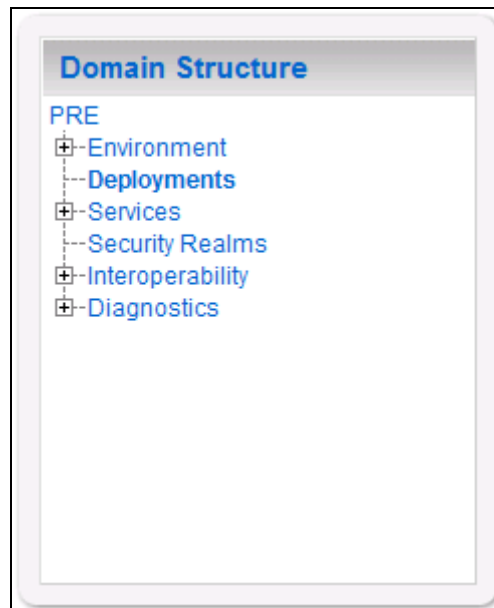 Domain Structure
PRE
Environment
Deployments
Services
Security Realms
Interoperability
Diagnostics